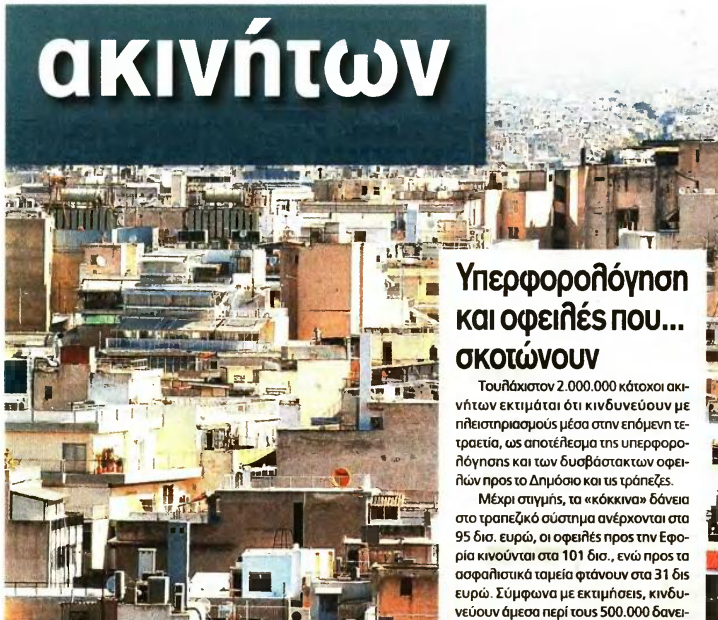 ακινήτων
Υπερφορολόγηση
και οφειλές που...
σκοτώνουν
Τουλάχιστον 2.000.000 κάτοχοι ακι-
νήτων εκτιμάται ότι κινδυνεύουν με
πλειστηριασμούς μέσα στην επόμενη τε-
τραετία, ως αποτέλεσμα της υπερφορο-
λόγησης και των δυσβάστακτων οφει-
λών προς το Δημόσιο και τις τράπεζες.
Μέχρι στιγμής, τα «κόκκινα» δάνεια
στο τραπεζικό σύστημα ανέρχονται στα
95 δισ. ευρώ, οι οφειλές προς την Εφο-
ρία κινούνται στα 101 δισ., ενώ προς τα
ασφαλιστικά ταμεία φτάνουν στα 31 δις
ευρώ. Σύμφωνα με εκτιμήσεις, κινδυ-
νεύουν άμεσα περί τους 500.000 δανει-